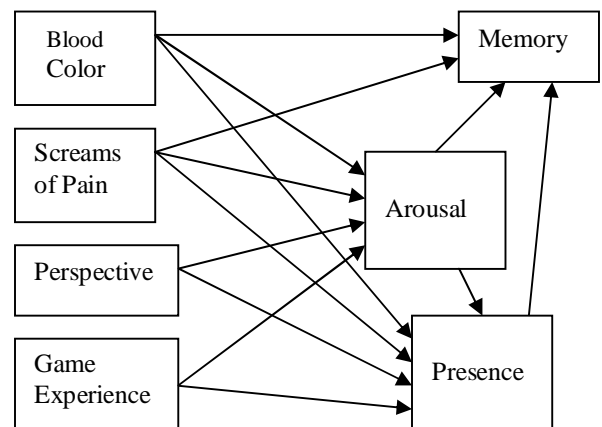 Blood
Color
Memory
Screams
of Pain
Arousal
Perspective
Game
Experience
Presence